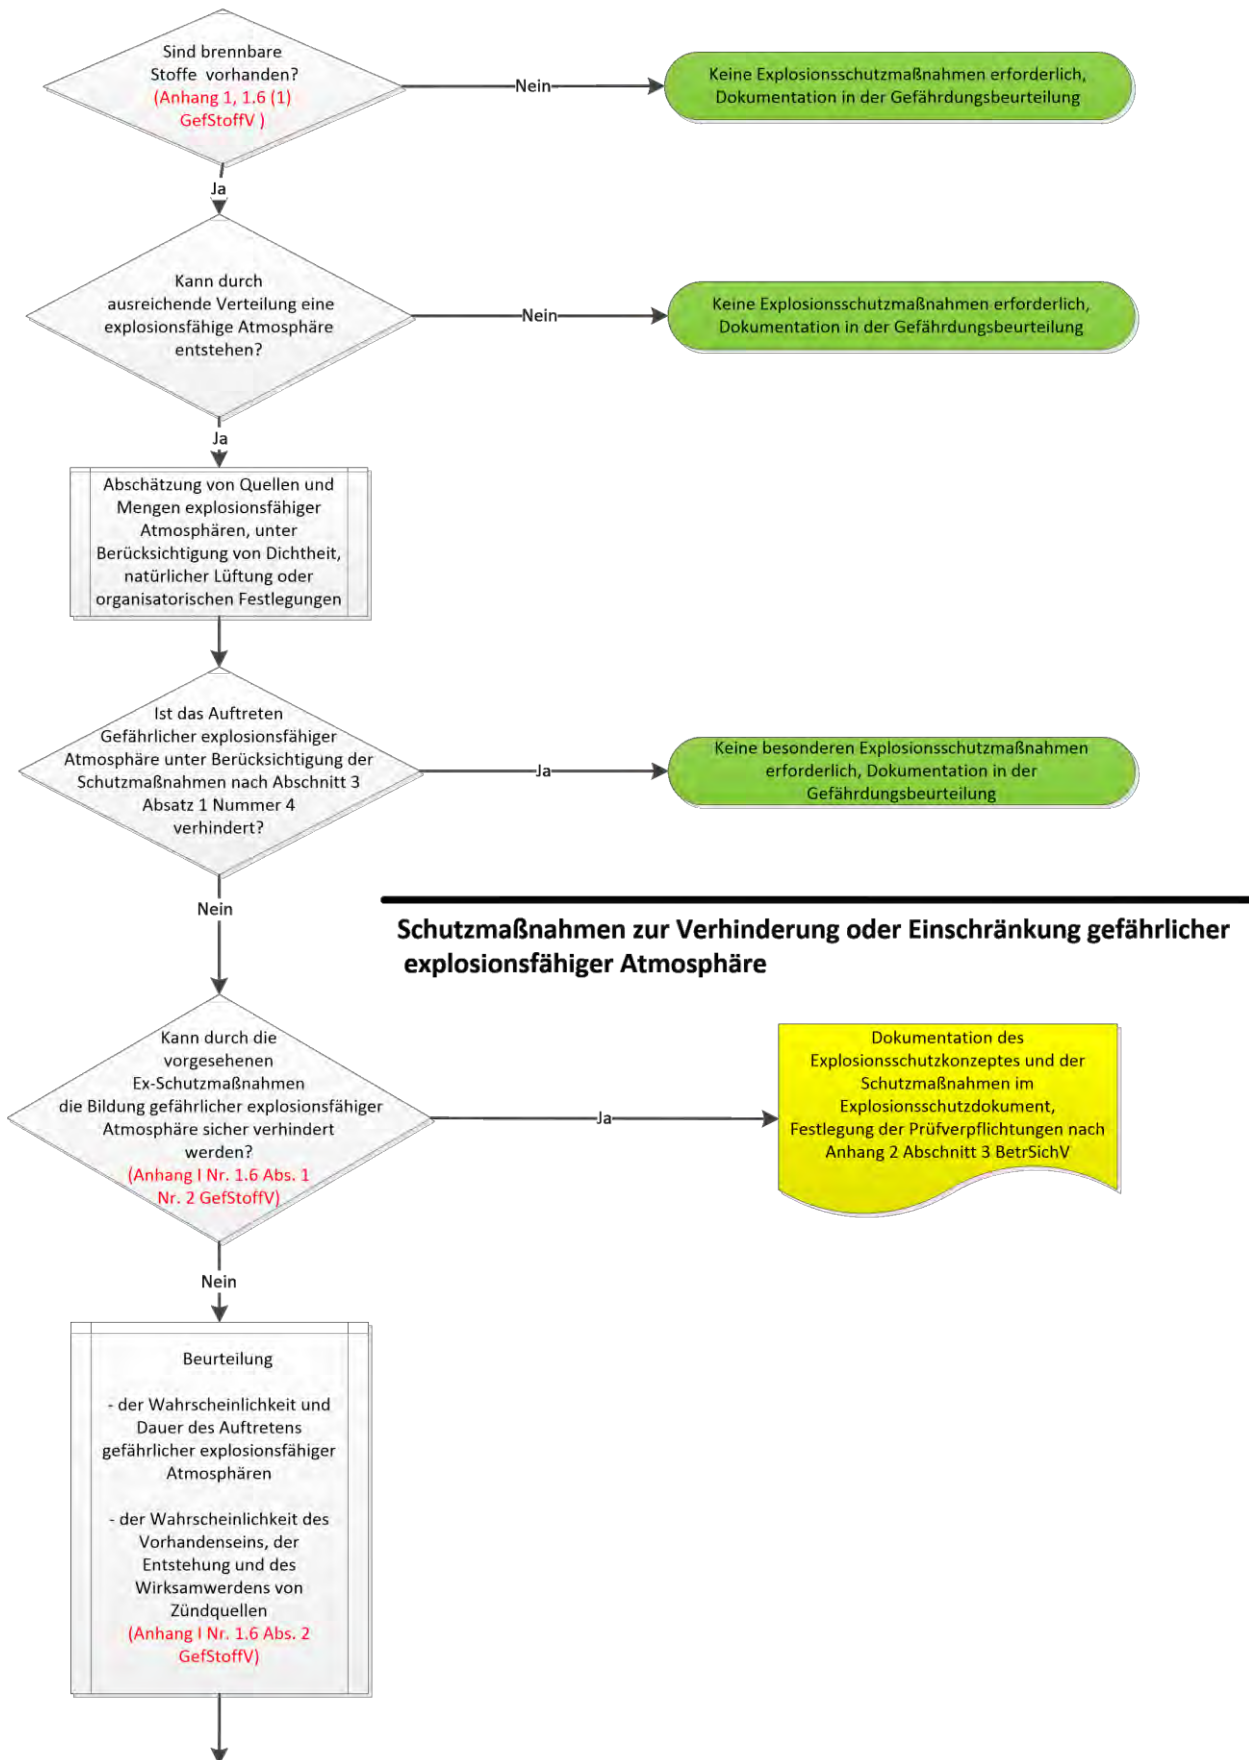 Sind brennbare
Stoffe vorhanden?
(Anhang 1, 1.6 (1)
GefStoffV )
Nein
Keine Explosionsschutzmaßnahmen erforderlich,
Dokumentation in der Gefährdungsbeurteilung
Ja
Kann durch
ausreichende Verteilung eine
explosionsfähige Atmosphäre
entstehen?
Nein
Keine Explosionsschutzmaßnahmen erforderlich,
Dokumentation in der Gefährdungsbeurteilung
Ja
Abschätzung von Quellen und
Mengen explosionsfähiger
Atmosphären, unter
Berücksichtigung von Dichtheit,
natürlicher Lüftung oder
organisatorischen Festlegungen
Ist das Auftreten
Gefährlicher explosionsfähiger
Atmosphäre unter Berücksichtigung der
Schutzmaßnahmen nach Abschnitt 3
Absatz 1 Nummer 4
verhindert?
Ja
Keine besonderen Explosionsschutzmaßnahmen
erforderlich, Dokumentation in der
Gefährdungsbeurteilung
Nein
Schutzmaßnahmen zur Verhinderung oder Einschränkung gefährlicher
explosionsfähiger Atmosphäre
Kann durch die
vorgesehenen
Ex-Schutzmaßnahmen
die Bildung gefährlicher explosionsfähiger
Atmosphäre sicher verhindert
werden?
(Anhang I Nr. 1.6 Abs. 1
Nr. 2 GefStoffV)
Ja
Dokumentation des
Explosionsschutzkonzeptes und der
Schutzmaßnahmen im
Explosionsschutzdokument,
Festlegung der Prüfverpflichtungen nach
Anhang 2 Abschnitt 3 BetrSichV
Nein
Beurteilung
- der Wahrscheinlichkeit und
Dauer des Auftretens
gefährlicher explosionsfähiger
Atmosphären
- der Wahrscheinlichkeit des
Vorhandenseins, der
Entstehung und des
Wirksamwerdens von
Zündquellen
(Anhang I Nr. 1.6 Abs. 2
GefStoffV)